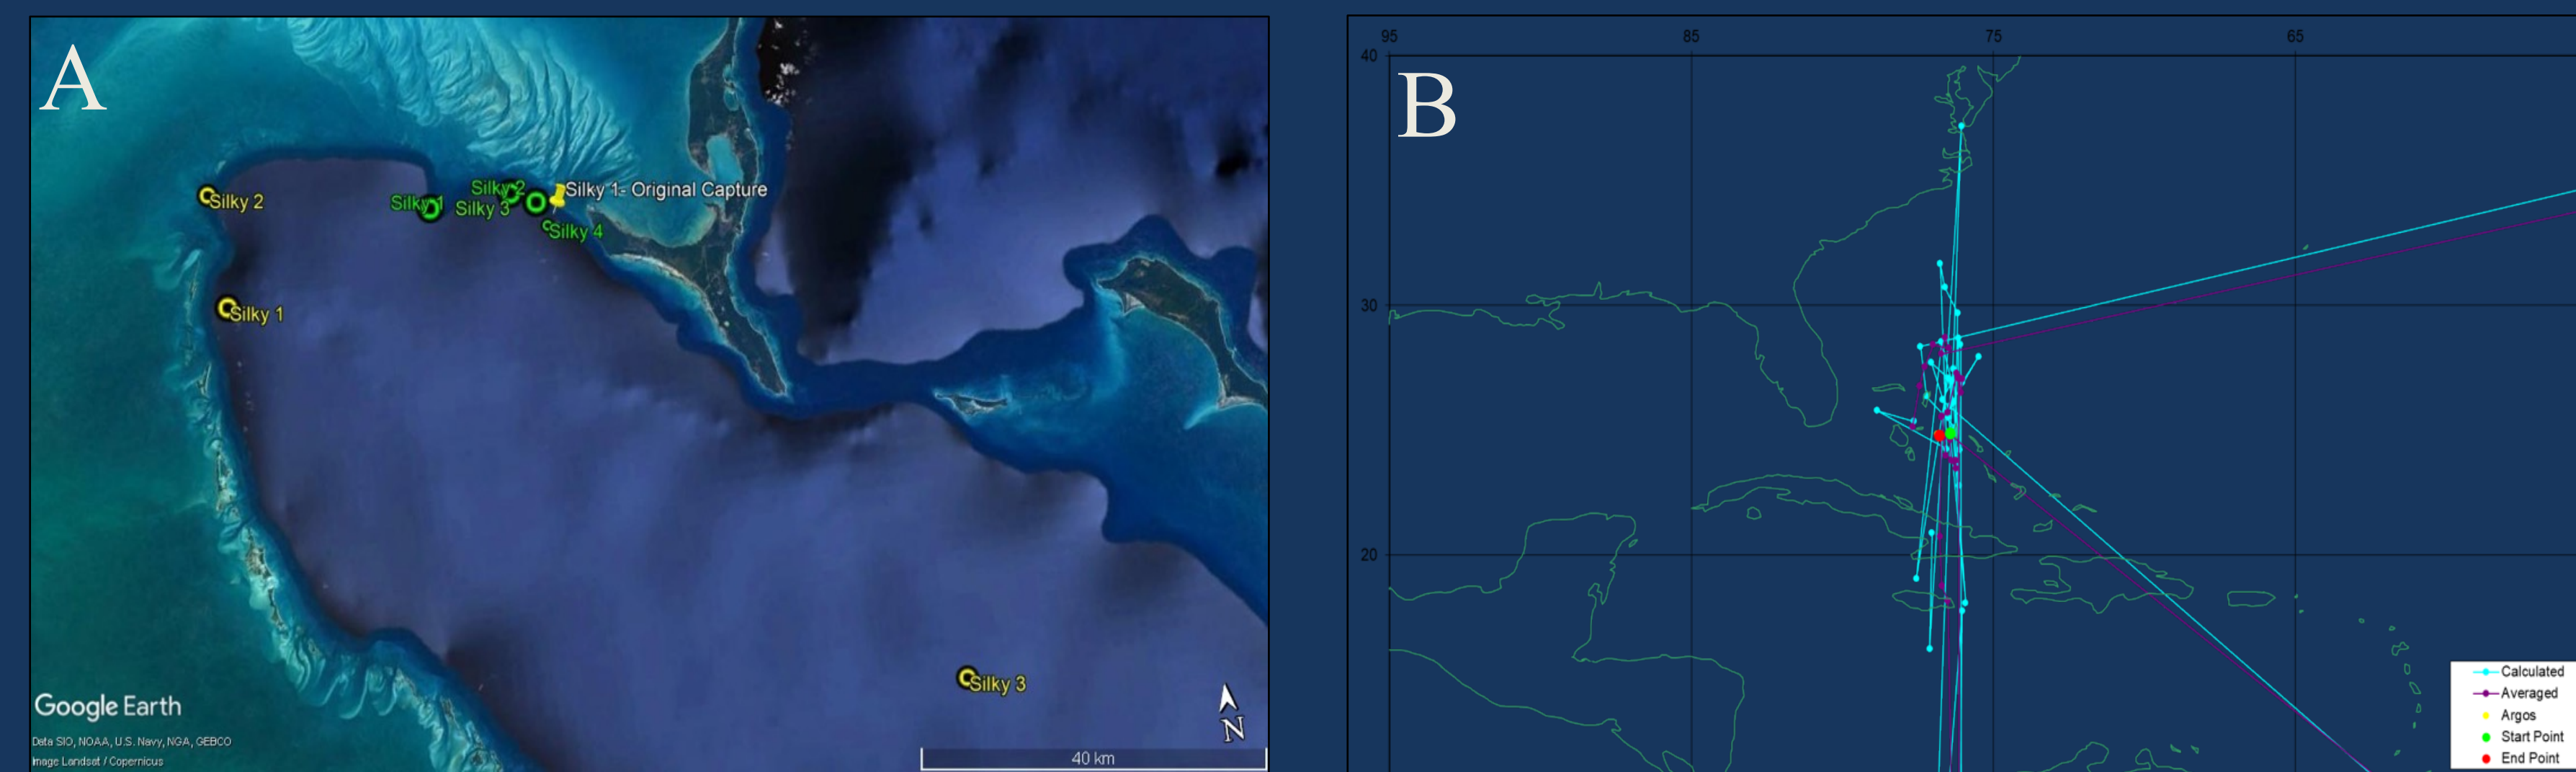 A
Silky 2
Silky 1
Silky 2
Silky 3
Silky 1- Original Capture
Silky 4
Silky 1
Silky 3
N
Google Earth
Data SIO, NOAA, U.S. Navy, NGA, GEBCO
Image Landsat / Copernicus
40 km
B
95
85
75
65
40
30
20
Calculated
Averaged
Argos
Start Point
End Point